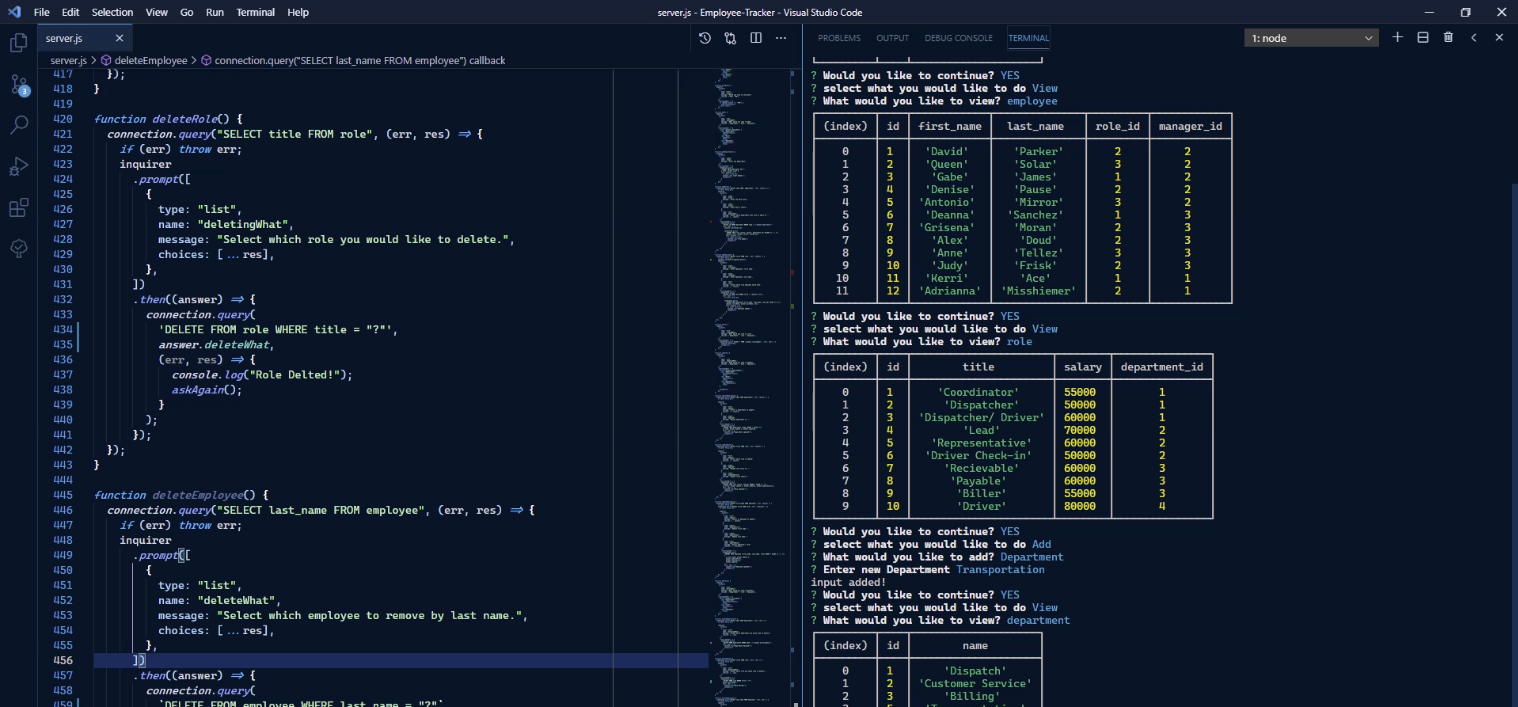 File Edit Selection View Go Run Terminal Help
server.js - Employee-Tracker - Visual Studio Code
server.js
server.js > deleteEmployee > connection.query("SELECT last_name FROM employee") callback
3
417 });
418 }
419
420 function deleteRole() {
421 connection.query("SELECT title FROM role", (err, res) => {
422 if (err) throw err;
423 inquirer
424 .prompt([
425 {
426 type: "list",
427 name: "deletingWhat",
428 message: "Select which role you would like to delete.",
429 choices: [...res],
430 },
431 ])
432 .then((answer) => {
433 connection.query(
434 'DELETE FROM role WHERE title = "?"',
435 answer.deleteWhat,
436 (err, res) => {
437 console.log("Role Delted!");
438 askAgain();
439 }
440 );
441 });
442 });
443 }
444
445 function deleteEmployee() {
446 connection.query("SELECT last_name FROM employee", (err, res) => {
447 if (err) throw err;
448 inquirer
449 .prompt([
450 {
451 type: "list",
452 name: "deleteWhat",
453 message: "Select which employee to remove by last name.",
454 choices: [...res],
455 },
456 ])
457 .then((answer) => {
458 connection.query(
459 `DELETE FROM employee WHERE last_name = "?"`
PROBLEMS OUTPUT DEBUG CONSOLE TERMINAL
1: node
? Would you like to continue? YES
? select what you would like to do View
? What would you like to view? employee
(index) id first_name last_name role_id manager_id
0 1 'David' 'Parker' 2 2
1 2 'Queen' 'Solar' 3 2
2 3 'Gabe' 'James' 1 2
3 4 'Denise' 'Pause' 2 2
4 5 'Antonio' 'Mirror' 3 2
5 6 'Deanna' 'Sanchez' 1 3
6 7 'Grisena' 'Moran' 2 3
7 8 'Alex' 'Doud' 2 3
8 9 'Anne' 'Tellez' 3 3
9 10 'Judy' 'Frisk' 2 3
10 11 'Kerri' 'Ace' 1 1
11 12 'Adrianna' 'Misshiemer' 2 1
? Would you like to continue? YES
? select what you would like to do View
? What would you like to view? role
(index) id title salary department_id
0 1 'Coordinator' 55000 1
1 2 'Dispatcher' 50000 1
2 3 'Dispatcher/ Driver' 60000 1
3 4 'Lead' 70000 2
4 5 'Representative' 60000 2
5 6 'Driver Check-in' 50000 2
6 7 'Recievable' 60000 3
7 8 'Payable' 60000 3
8 9 'Biller' 55000 3
9 10 'Driver' 80000 4
? Would you like to continue? YES
? select what you would like to do Add
? What would you like to add? Department
? Enter new Department Transportation
input added!
? Would you like to continue? YES
? select what you would like to do View
? What would you like to view? department
(index) id name
0 1 'Dispatch'
1 2 'Customer Service'
2 3 'Billing'